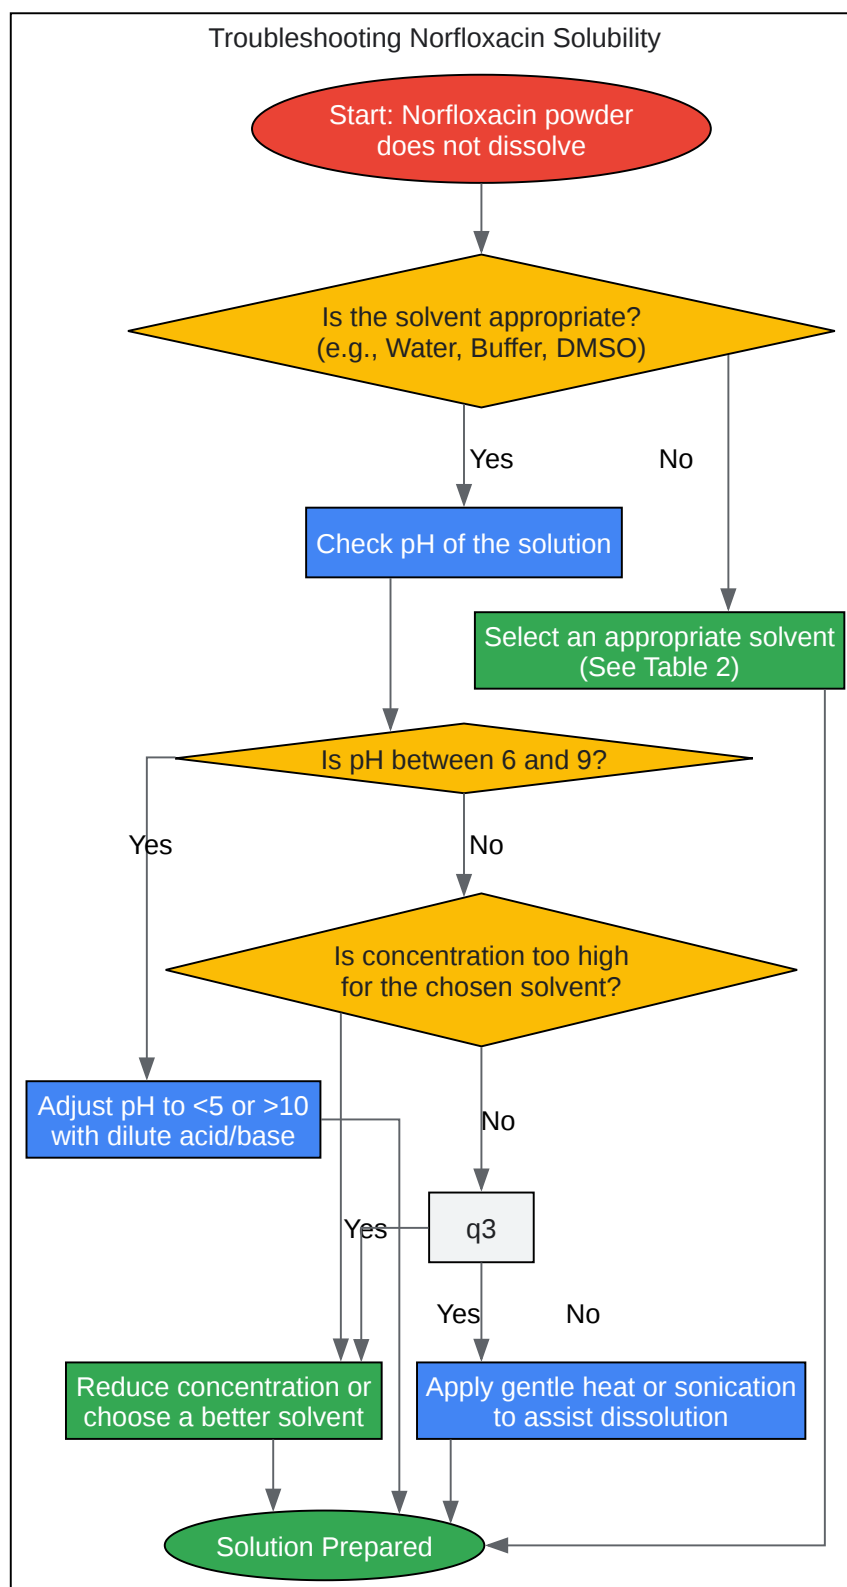 Troubleshooting Norfloxacin Solubility
Start: Norfloxacin powder
does not dissolve
Is the solvent appropriate?
(e.g., Water, Buffer, DMSO)
Yes
No
Check pH of the solution
Select an appropriate solvent
(See Table 2)
Is pH between 6 and 9?
Yes
No
Is concentration too high
for the chosen solvent?
Adjust pH to <5 or >10
with dilute acid/base
No
Yes
q3
Yes
No
Reduce concentration or
choose a better solvent
Apply gentle heat or sonication
to assist dissolution
Solution Prepared